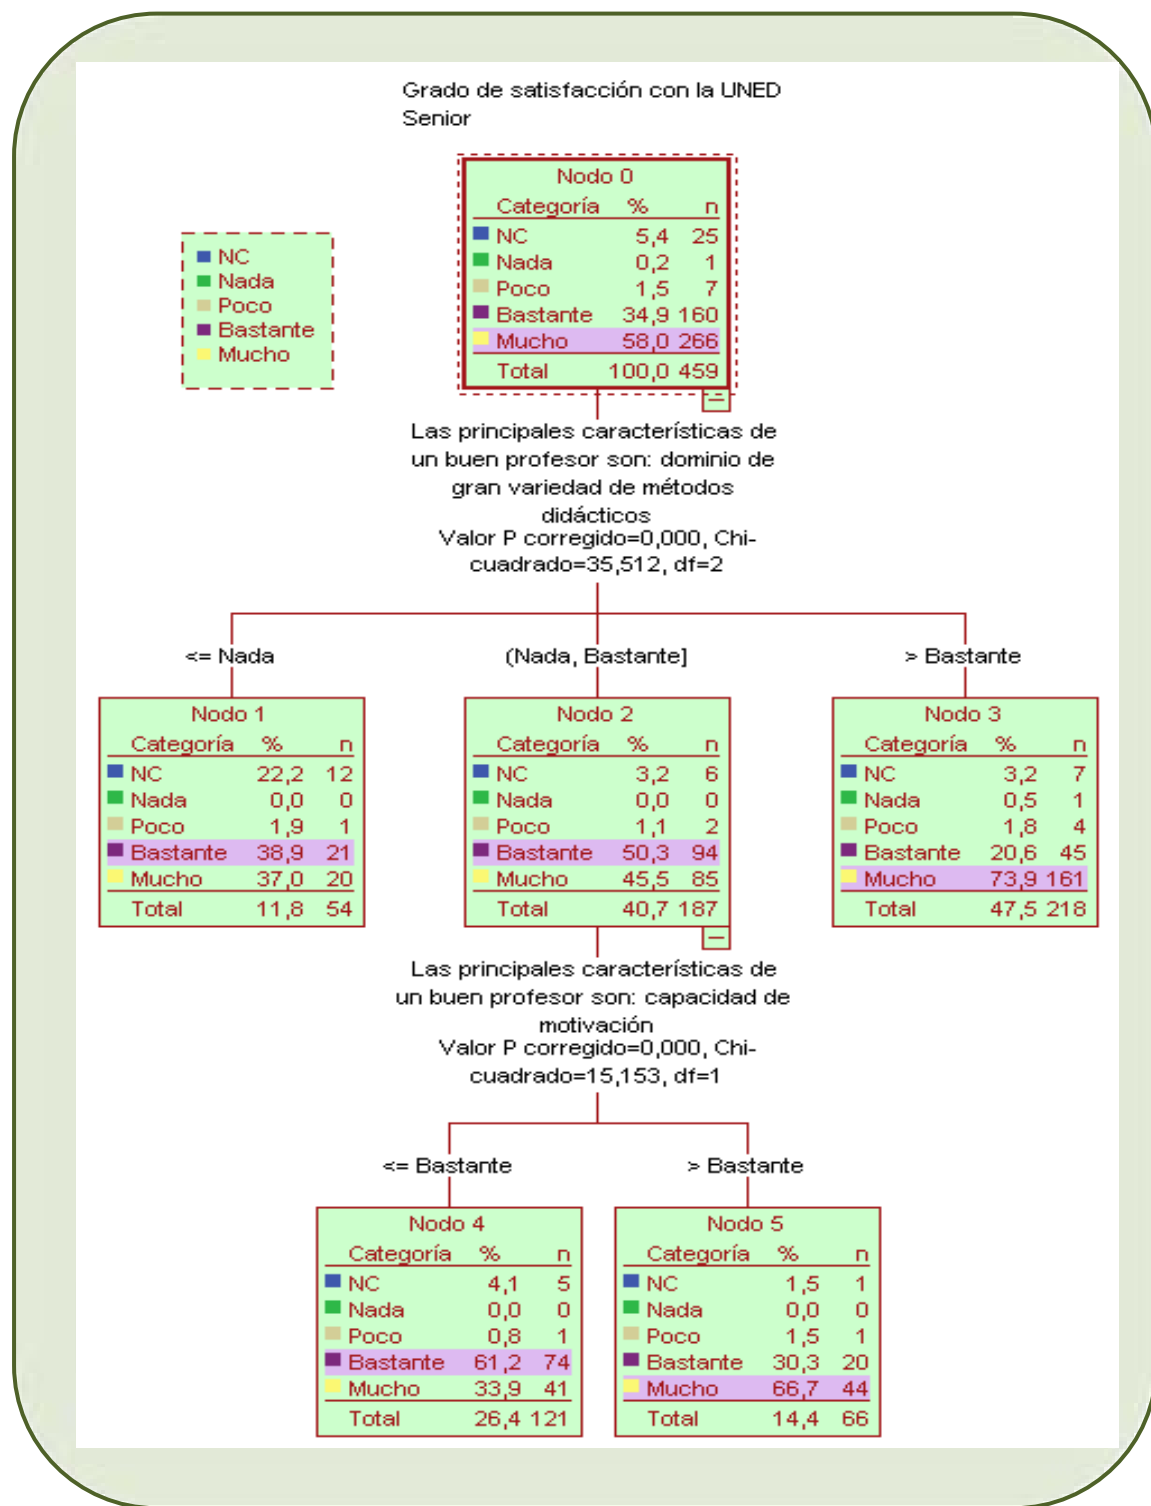 Grado de satisfacción con la UNED
Senior
NC
Nada
Poco
Bastante
Mucho
Nodo 0
Categoría % n
NC 5,4 25
Nada 0,2 1
Poco 1,5 7
Bastante 34,9 160
Mucho 58,0 266
Total 100,0 459
Las principales características de
un buen profesor son: dominio de
gran variedad de métodos
didácticos
Valor P corregido=0,000, Chi-
cuadrado=35,512, df=2
<= Nada
(Nada, Bastante]
> Bastante
Nodo 1
Categoría % n
NC 22,2 12
Nada 0,0 0
Poco 1,9 1
Bastante 38,9 21
Mucho 37,0 20
Total 11,8 54
Nodo 2
Categoría % n
NC 3,2 6
Nada 0,0 0
Poco 1,1 2
Bastante 50,3 94
Mucho 45,5 85
Total 40,7 187
Nodo 3
Categoría % n
NC 3,2 7
Nada 0,5 1
Poco 1,8 4
Bastante 20,6 45
Mucho 73,9 161
Total 47,5 218
Las principales características de
un buen profesor son: capacidad de
motivación
Valor P corregido=0,000, Chi-
cuadrado=15,153, df=1
<= Bastante
> Bastante
Nodo 4
Categoría % n
NC 4,1 5
Nada 0,0 0
Poco 0,8 1
Bastante 61,2 74
Mucho 33,9 41
Total 26,4 121
Nodo 5
Categoría % n
NC 1,5 1
Nada 0,0 0
Poco 1,5 1
Bastante 30,3 20
Mucho 66,7 44
Total 14,4 66